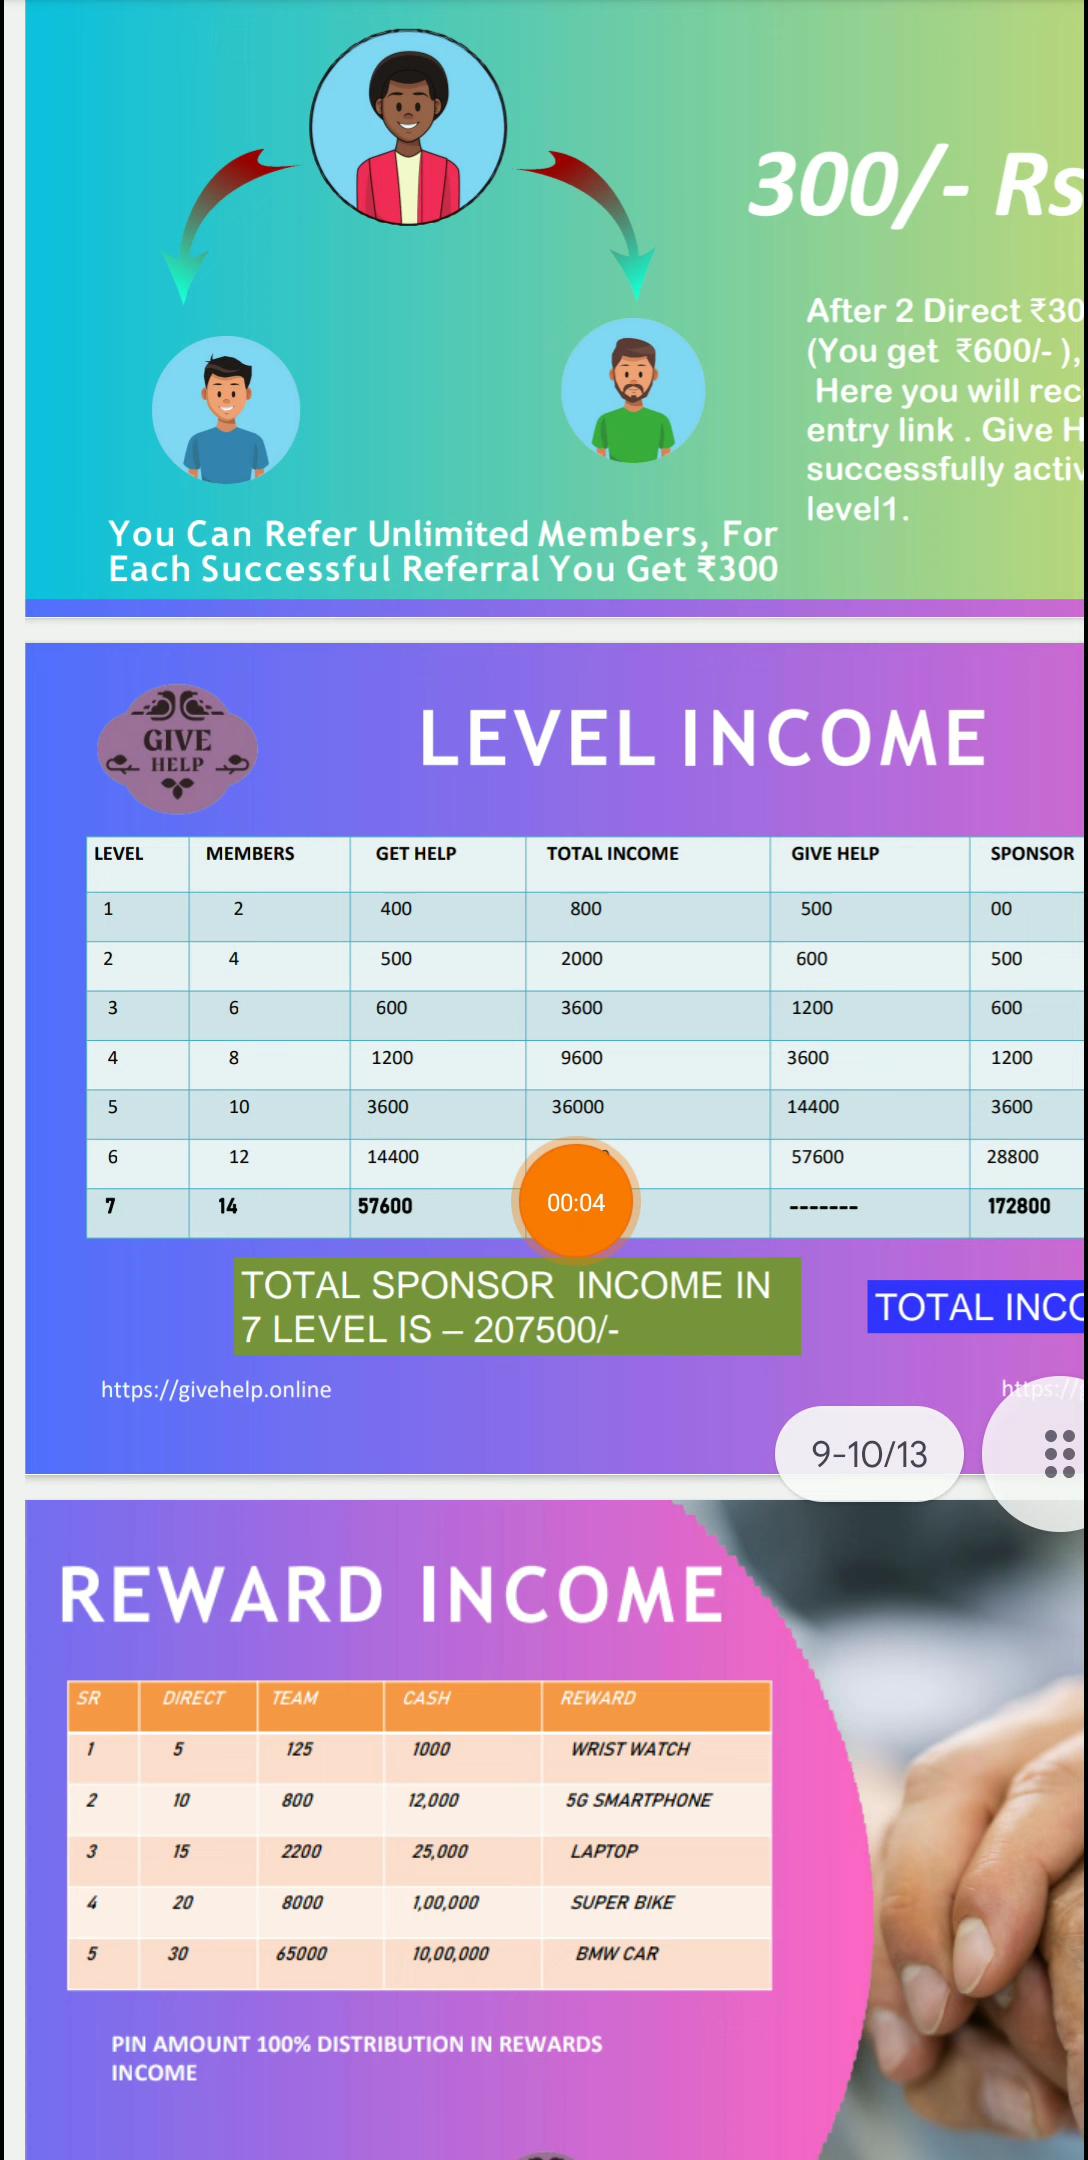 300/- Rs
After 2 Direct ₹30
(You get ₹600/- ),
Here you will rec
entry link . Give H
successfully activ
level1.
You Can Refer Unlimited Members, For
Each Successful Referral You Get ₹300
GIVE
HELP
LEVEL INCOME
LEVEL MEMBERS GET HELP TOTAL INCOME GIVE HELP SPONSOR
1 2 400 800 500 00
2 4 500 2000 600 500
3 6 600 3600 1200 600
4 8 1200 9600 3600 1200
5 10 3600 36000 14400 3600
6 12 14400 57600 28800
7 14 57600 ------- 172800
00:04
TOTAL SPONSOR INCOME IN
7 LEVEL IS – 207500/-
TOTAL INCO
https://givehelp.online
https://
9-10/13
REWARD INCOME
SR DIRECT TEAM CASH REWARD
1 5 125 1000 WRIST WATCH
2 10 800 12,000 5G SMARTPHONE
3 15 2200 25,000 LAPTOP
4 20 8000 1,00,000 SUPER BIKE
5 30 65000 10,00,000 BMW CAR
PIN AMOUNT 100% DISTRIBUTION IN REWARDS
INCOME